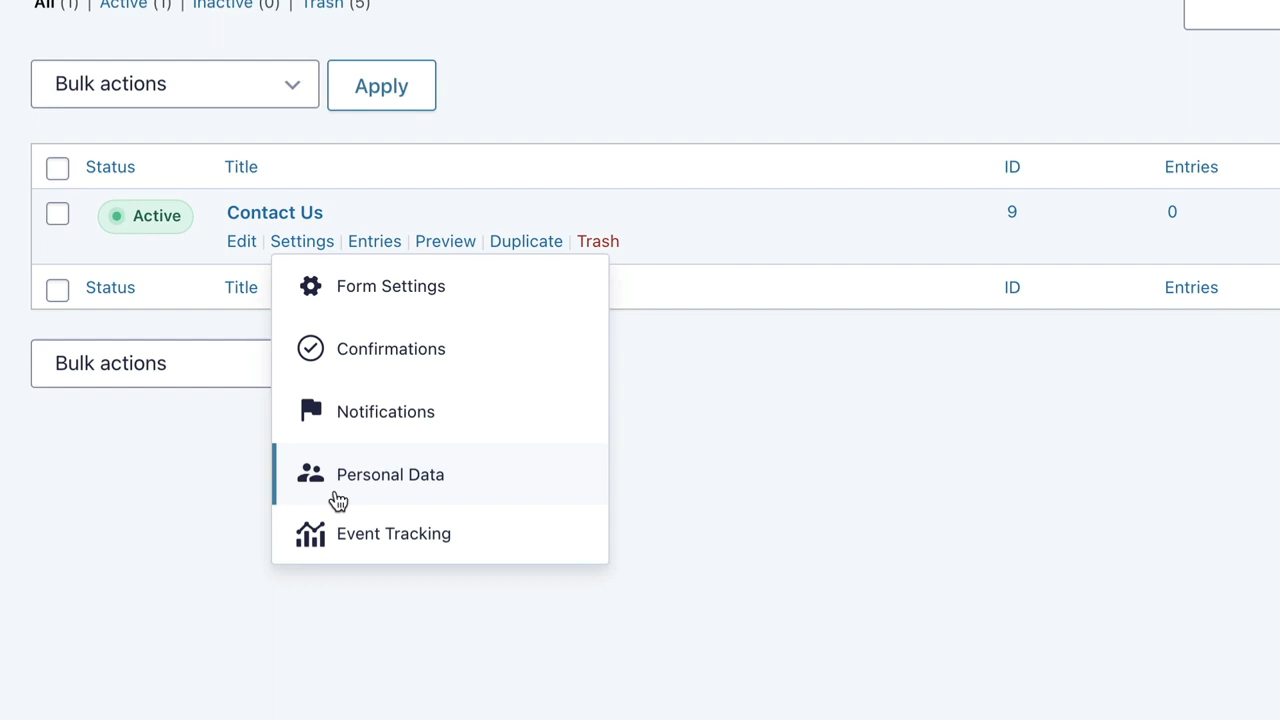 All (1) | Active (1) | Inactive (0) | Trash (5)
Bulk actions Apply
Status Title ID Entries
Active Contact Us 9 0
Edit | Settings | Entries | Preview | Duplicate | Trash
Form Settings
Status Title ID Entries
Confirmations
Bulk actions
Notifications
Personal Data
Event Tracking